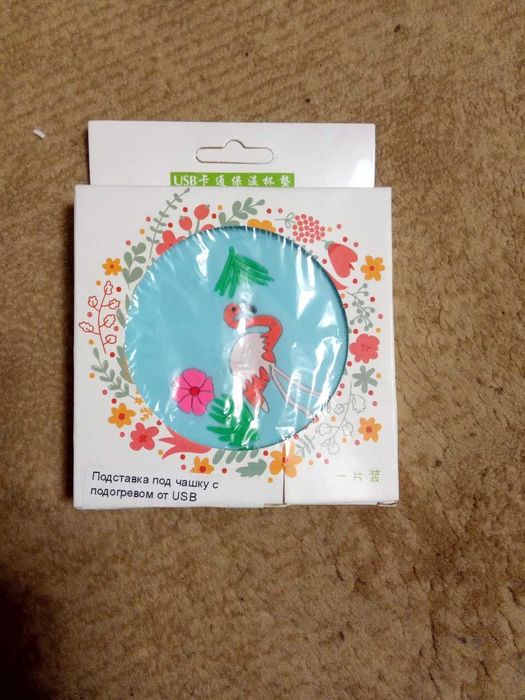 USB卡通保温杯垫
Подставка под чашку с
подогревом от USB
一片装